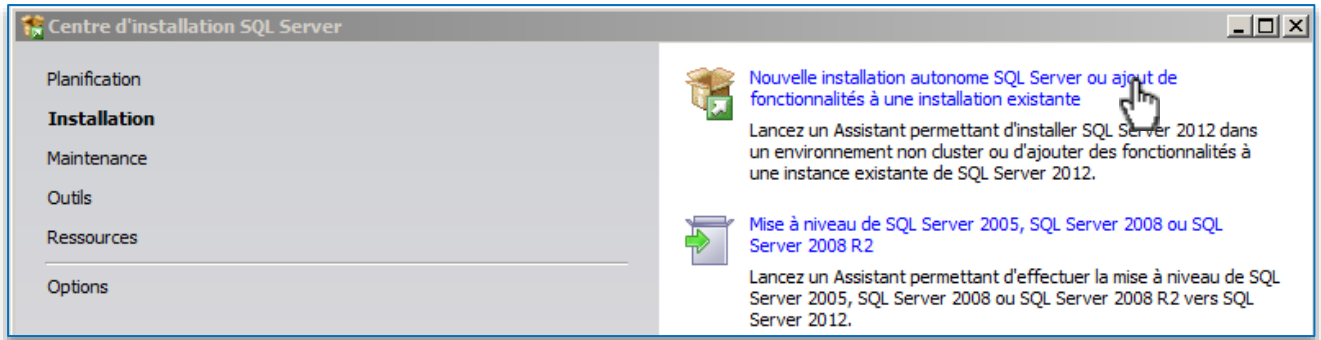 Centre d'installation SQL Server
Planification
Installation
Maintenance
Outils
Ressources
Options
Nouvelle installation autonome SQL Server ou ajout de
fonctionnalités à une installation existante
Lancez un Assistant permettant d'installer SQL Server 2012 dans
un environnement non cluster ou d'ajouter des fonctionnalités à
une instance existante de SQL Server 2012.
Mise à niveau de SQL Server 2005, SQL Server 2008 ou SQL
Server 2008 R2
Lancez un Assistant permettant d'effectuer la mise à niveau de SQL
Server 2005, SQL Server 2008 ou SQL Server 2008 R2 vers SQL
Server 2012.